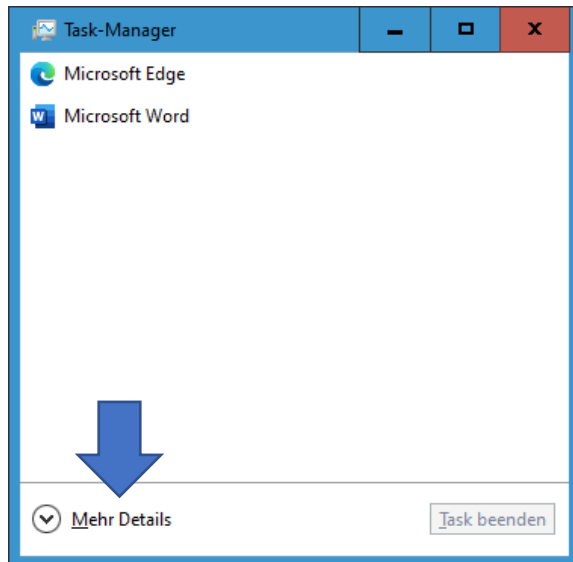 Task-Manager
Microsoft Edge
Microsoft Word
Mehr Details
Task beenden